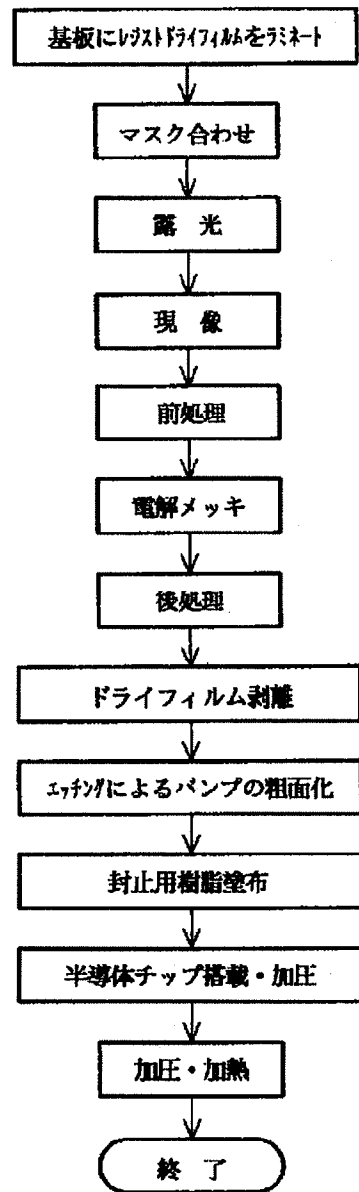 基板にﾚｼﾞｽﾄﾄﾞﾗｲﾌｨﾙﾑをﾗﾐﾈｰﾄ
マスク合わせ
露　光
現　像
前処理
電解メッキ
後処理
ドライフィルム剥離
ｴｯﾁﾝｸﾞによるバンプの粗面化
封止用樹脂塗布
半導体チップ搭載・加圧
加圧・加熱
終　了